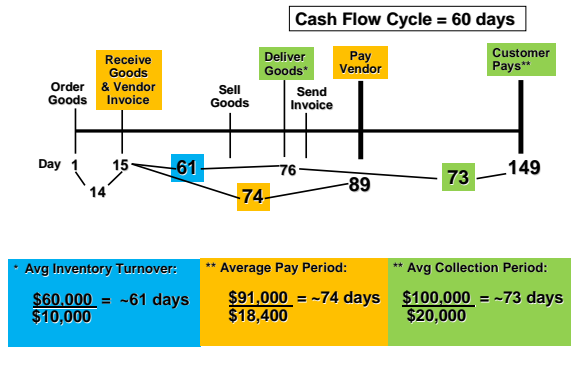 Cash Flow Cycle = 60 days
Order
Goods
Receive
Goods
& Vendor
Invoice
Sell
Goods
Deliver
Goods*
Send
Invoice
Pay
Vendor
Customer
Pays**
Day 1 15 61 76 89 73 149
14 74
* Avg Inventory Turnover:
$60,000 = ~61 days
$10,000
** Average Pay Period:
$91,000 = ~74 days
$18,400
** Avg Collection Period:
$100,000 = ~73 days
$20,000